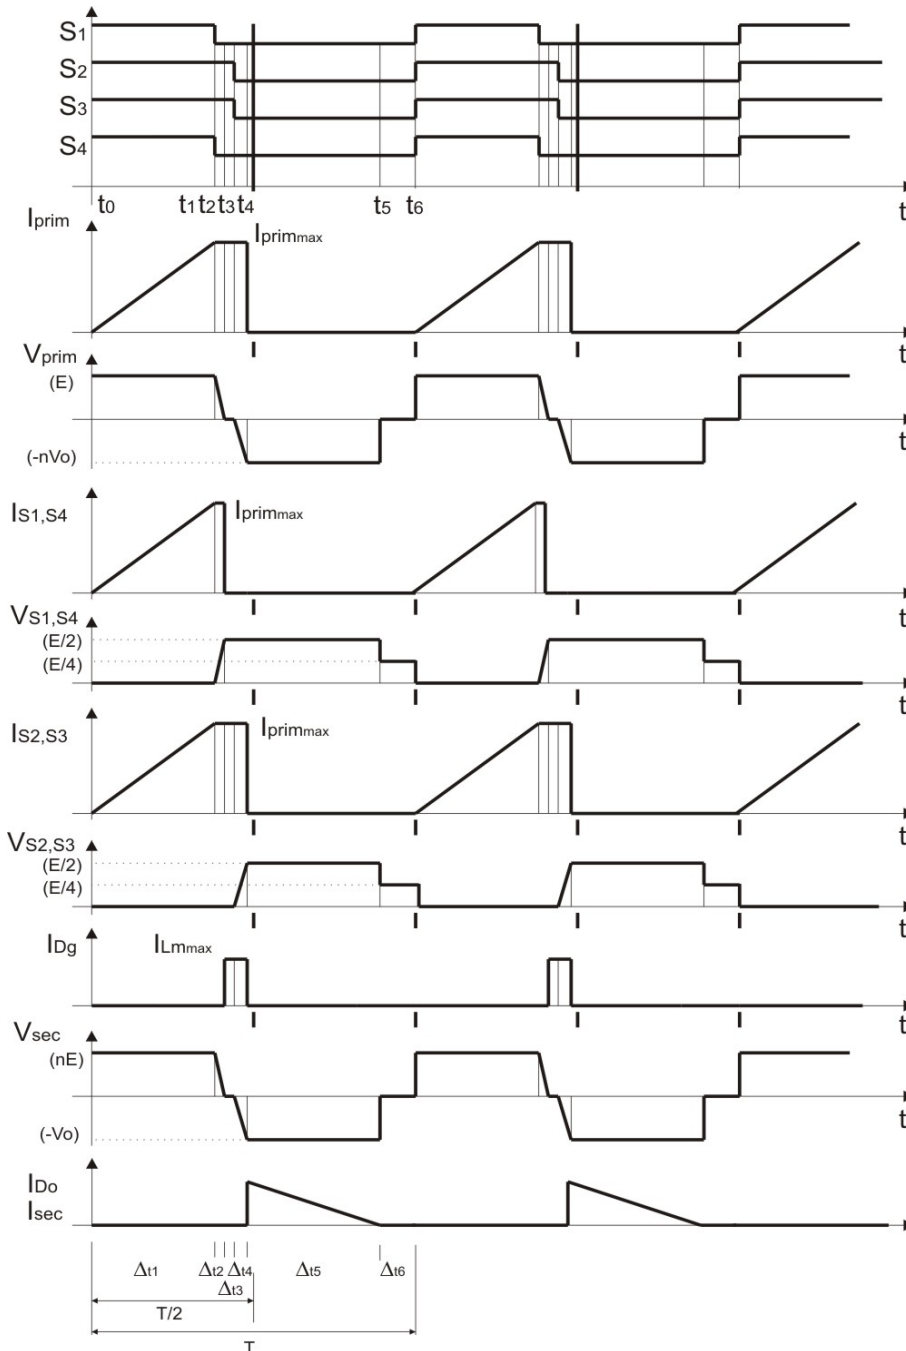 S1
S2
S3
S4
t0 t1 t2 t3 t4 t5 t6 t
Iprim
Iprimmax
t
Vprim
(E)
t
(-nVo)
IS1,S4
Iprimmax
t
VS1,S4
(E/2)
(E/4)
t
IS2,S3
Iprimmax
t
VS2,S3
(E/2)
(E/4)
t
IDg
ILmmax
t
Vsec
(nE)
t
(-Vo)
IDo
Isec
t
Δt1 Δt2 Δt4 Δt5 Δt6
Δt3
T/2
T